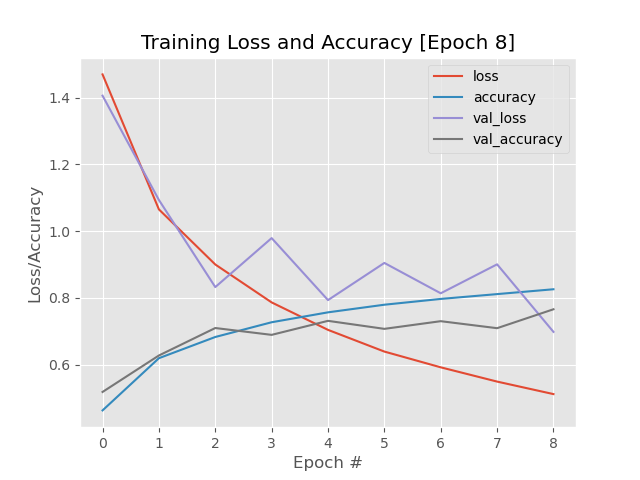 Training Loss and Accuracy [Epoch 8]
loss
accuracy
val_loss
val_accuracy
1.4
1.2
1.0
0.8
0.6
Loss/Accuracy
0 1 2 3 4 5 6 7 8
Epoch #